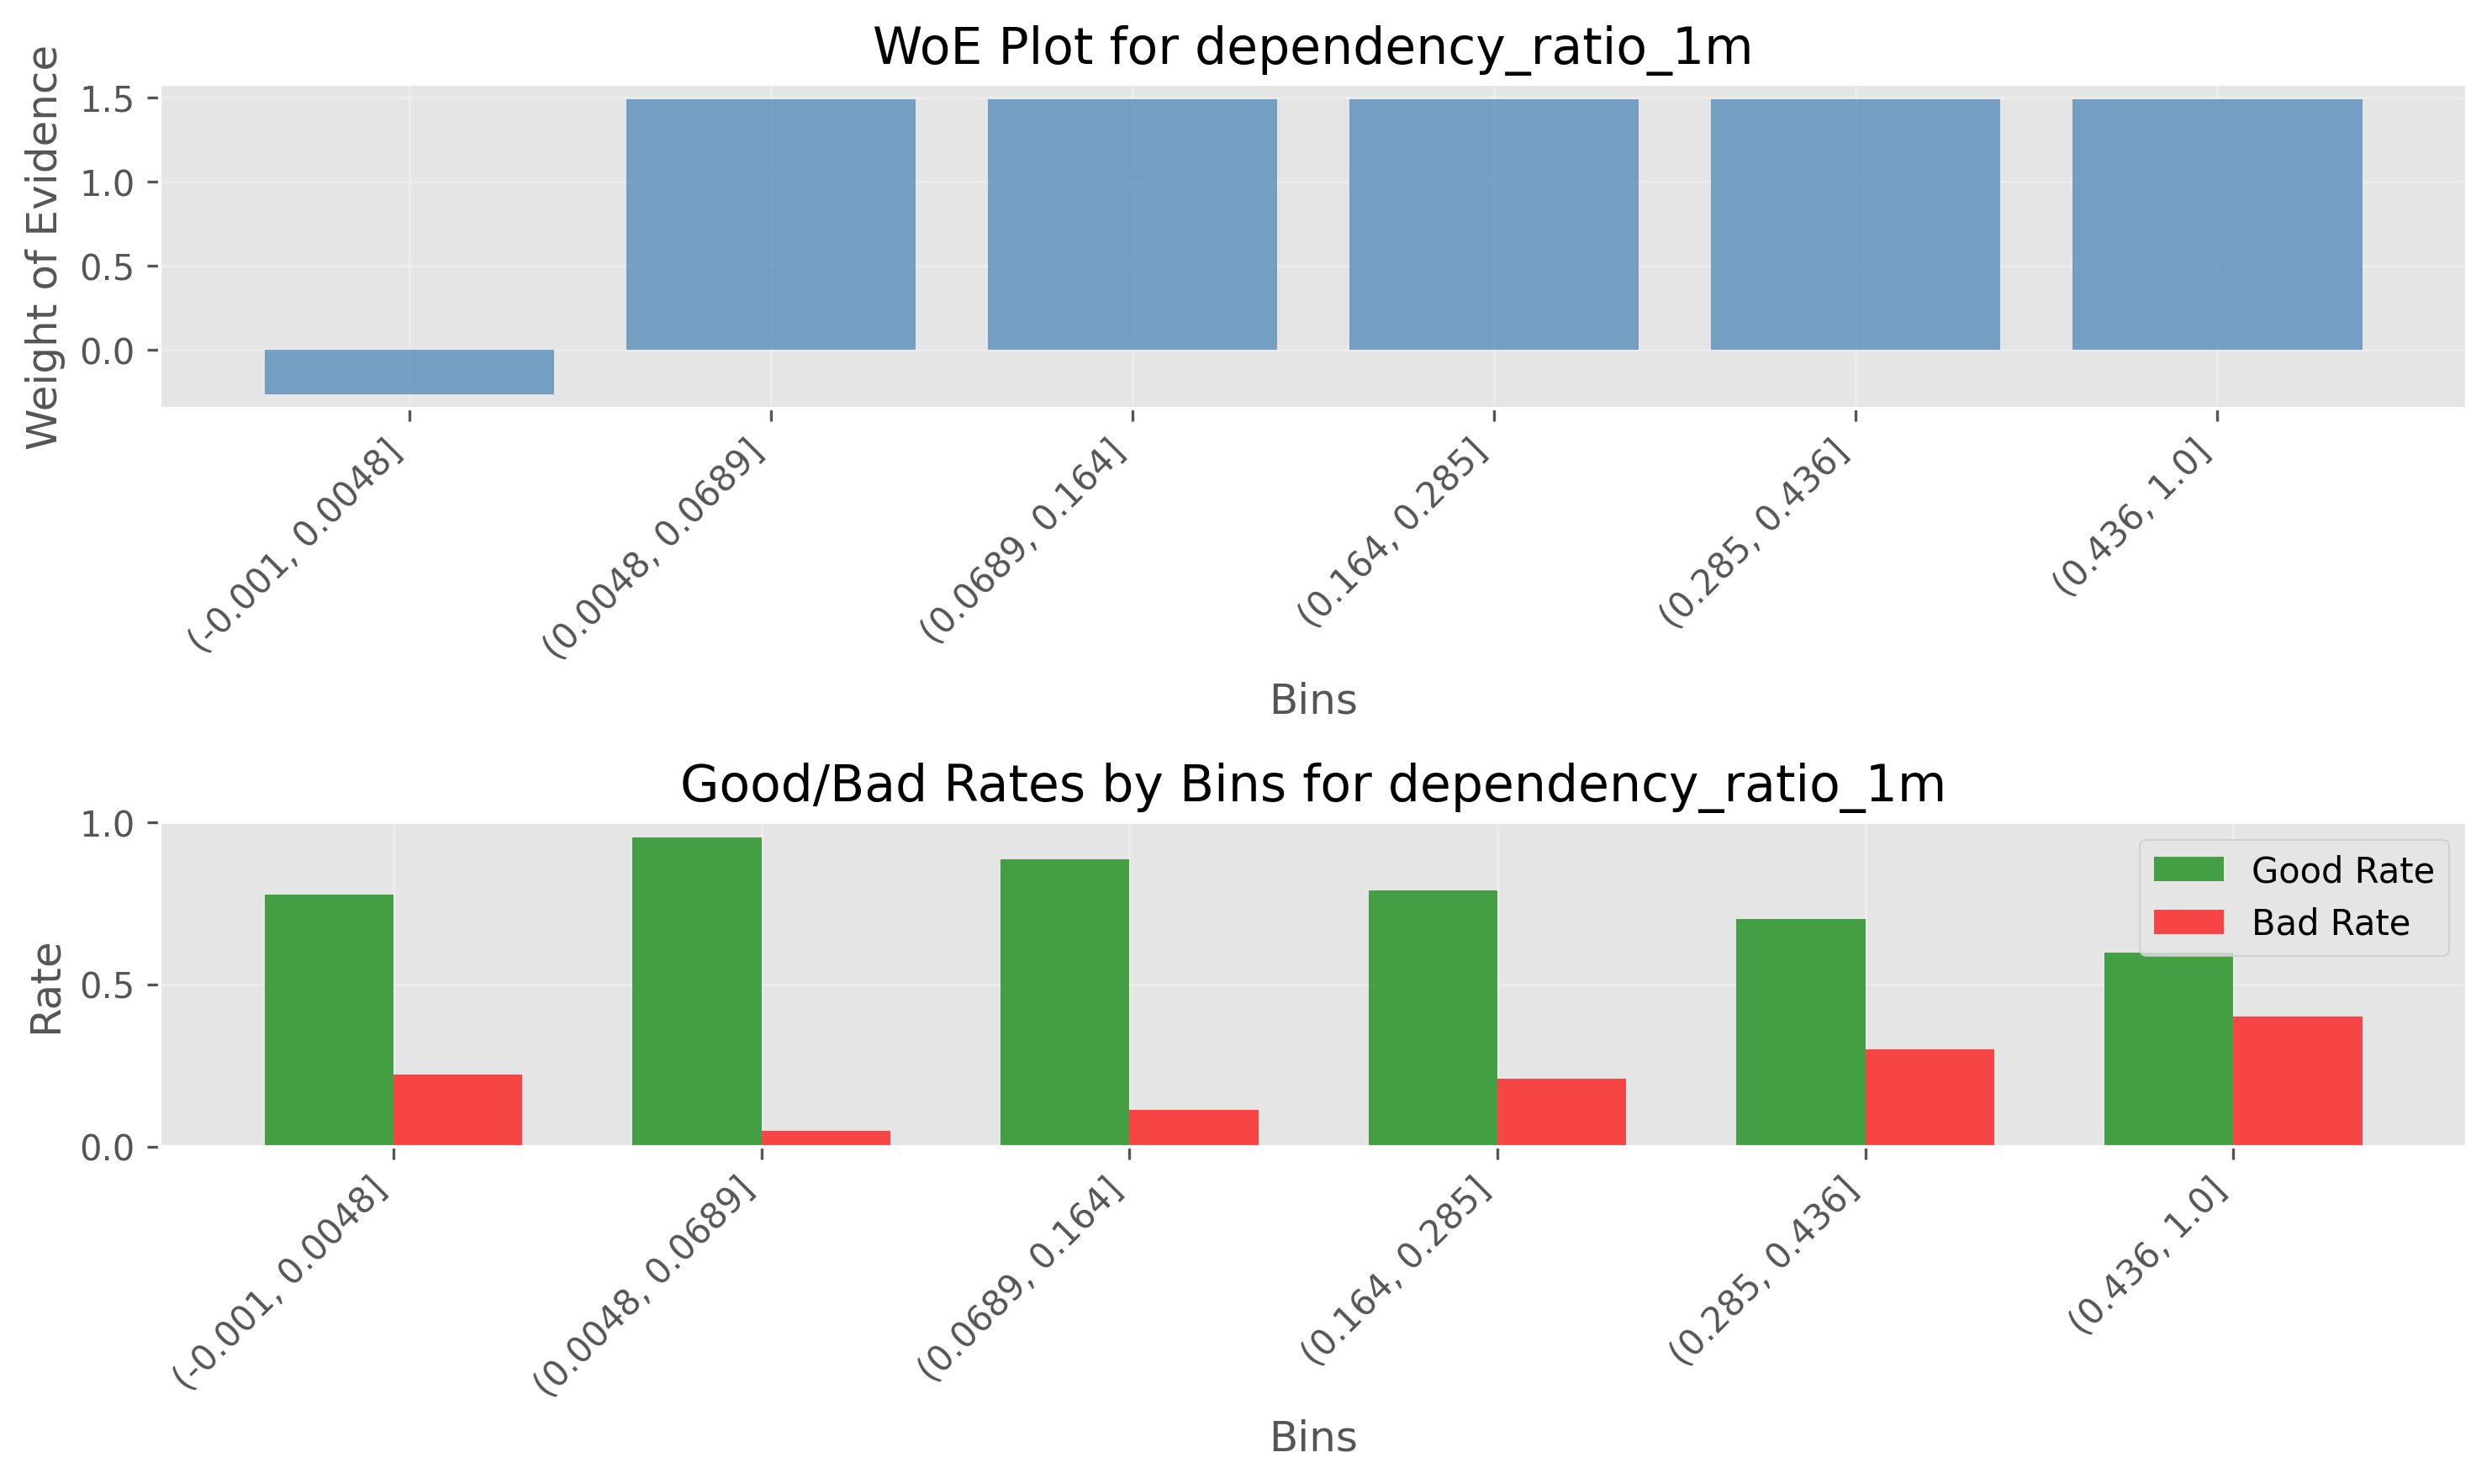 WoE Plot for dependency_ratio_1m
Weight of Evidence
1.5
1.0
0.5
0.0
(-0.001, 0.0048]
(0.0048, 0.0689]
(0.0689, 0.164]
(0.164, 0.285]
(0.285, 0.436]
(0.436, 1.0]
Bins
Good/Bad Rates by Bins for dependency_ratio_1m
Rate
1.0
0.5
0.0
Good Rate
Bad Rate
(-0.001, 0.0048]
(0.0048, 0.0689]
(0.0689, 0.164]
(0.164, 0.285]
(0.285, 0.436]
(0.436, 1.0]
Bins